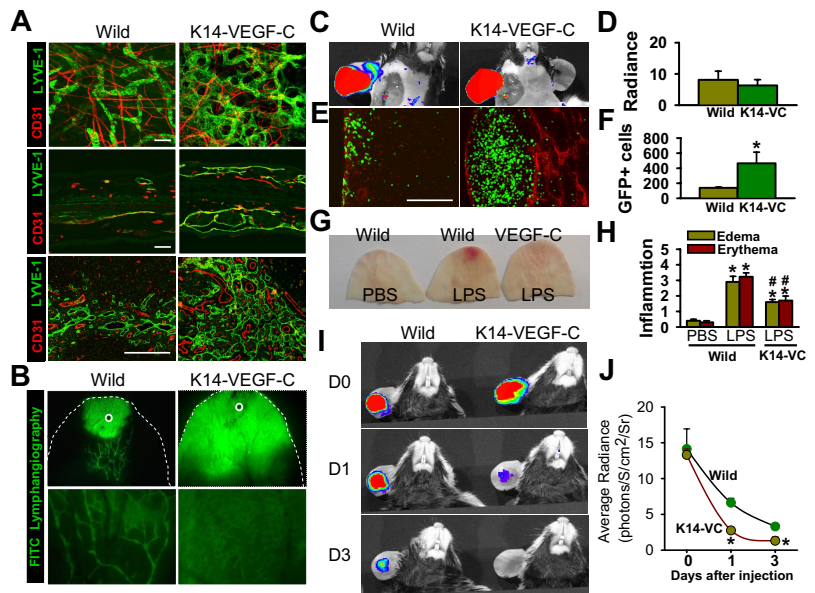 A
Wild
K14-VEGF-C
CD31 LYVE-1
CD31 LYVE-1
CD31 LYVE-1
B
Wild
K14-VEGF-C
FITC Lymphangiography
C
Wild
K14-VEGF-C
D
Radiance
20
10
0
Wild
K14-VC
E
F
GFP+ cells
800
600
400
200
0
*
Wild
K14-VC
G
Wild
Wild
VEGF-C
PBS
LPS
LPS
H
Edema
Erythema
Inflammtion
5
4
3
2
1
0
* *
# #
* *
PBS
LPS
LPS
Wild
K14-VC
I
Wild
K14-VEGF-C
D0
D1
D3
J
Average Radiance
(photons/S/cm2/Sr)
20
15
10
5
0
Wild
K14-VC
*
*
0
1
3
Days after injection